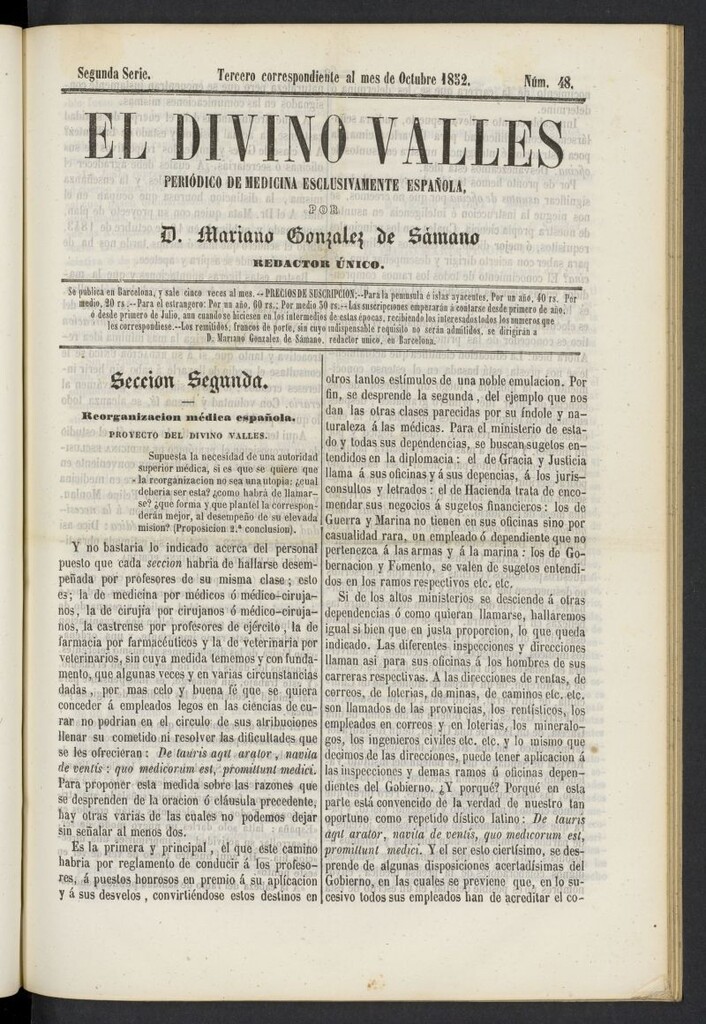 Segunda Serie. Tercero correspondiente al mes de Octubre 1852. Núm. 48.
EL DIVINO VALLES
PERIÓDICO DE MEDICINA ESCLUSIVAMENTE ESPAÑOLA,
POR
D. Mariano Gonzalez de Sámano
REDACTOR ÚNICO.
Se publica en Barcelona, y sale cinco veces al mes.--PRECIOS DE SUSCRIPCION:--Para la península é islas ayacentes, Por un año, 40 rs. Por
medio, 20 rs.--Para el estrangero: Por un año, 60 rs.; Por medio 30 rs.--Las suscripciones empezarán á contarse desde primero de año,
ó desde primero de Julio, aun cuando se hiciesen en los intermedios de estas épocas, recibiendo los interesados todos los numeros que
les correspondiese.--Los remitidos, francos de porte, sin cuyo indispensable requisito no serán admitidos, se dirigirán a
D. Mariano Gonzales de Sámano, redactor unico, en Barcelona.
Seccion Segunda.
Reorganizacion médica española.
PROYECTO DEL DIVINO VALLES.
Supuesta la necesidad de una autoridad
superior médica, si es que se quiere que
la reorganizacion no sea una utopia: ¿cual
deberia ser esta? ¿como habrá de llamar-
se? ¿que forma y que plantel la correspon-
derán mejor, al desempeño de su elevada
mision? (Proposicion 2.ª conclusion).
Y no bastaria lo indicado acerca del personal
puesto que cada seccion habria de hallarse desem-
peñada por profesores de su misma clase; esto
es; la de medicina por médicos ó médico-ciruja-
nos, la de cirujía por cirujanos ó médico-ciruja-
nos, la castrense por profesores de ejército, la de
farmacia por farmacéuticos y la de veterinaria por
veterinarios, sin cuya medida tememos y con funda-
mento, que algunas veces y en varias circunstancias
dadas, por mas celo y buena fé que se quiera
conceder á empleados legos en las ciencias de cu-
rar no podrian en el circulo de sus atribuciones
llenar su cometido ni resolver las dificultades que
se les ofrecieran: De tauris agit arator, navita
de ventis: quo medicorum est, promittunt medici.
Para proponer esta medida sobre las razones que
se desprenden de la oracion ó cláusula precedente,
hay otras varias de las cuales no podemos dejar
sin señalar al menos dos.
Es la primera y principal, el que este camino
habria por reglamento de conducir á los profeso-
res, á puestos honrosos en premio á su aplicacion
y á sus desvelos, convirtiéndose estos destinos en
otros tantos estímulos de una noble emulacion. Por
fin, se desprende la segunda, del ejemplo que nos
dan las otras clases parecidas por su índole y na-
turaleza á las médicas. Para el ministerio de esta-
do y todas sus dependencias, se buscan sugetos en-
tendidos en la diplomacia: el de Gracia y Justicia
llama á sus oficinas y á sus depencias, á los juris-
consultos y letrados: el de Hacienda trata de enco-
mendar sus negocios á sugetos financieros: los de
Guerra y Marina no tienen en sus oficinas sino por
casualidad rara, un empleado ó dependiente que no
pertenezca á las armas y á la marina: los de Go-
bernacion y Fomento, se valen de sugetos entendi-
dos en los ramos respectivos etc. etc.
Si de los altos ministerios se desciende á otras
dependencias ó como quieran llamarse, hallaremos
igual si bien que en justa proporcion, lo que queda
indicado. Las diferentes inspecciones y direcciones
llaman asi para sus oficinas á los hombres de sus
carreras respectivas. A las direcciones de rentas, de
correos, de loterias, de minas, de caminos etc. etc.
son llamados de las provincias, los rentísticos, los
empleados en correos y en loterias, los mineralo-
gos, los ingenieros civiles etc. etc. y lo mismo que
decimos de las direcciones, puede tener aplicacion á
las inspecciones y demas ramos ú oficinas depen-
dientes del Gobierno. ¿Y porqué? Porqué en esta
parte está convencido de la verdad de nuestro tan
oportuno como repetido dístico latino: De tauris
agit arator, navita de ventis, quo medicorum est,
promittunt medici. Y el ser esto ciertísimo, se des-
prende de algunas disposiciones acertadísimas del
Gobierno, en las cuales se previene que, en lo su-
cesivo todos sus empleados han de acreditar el co-